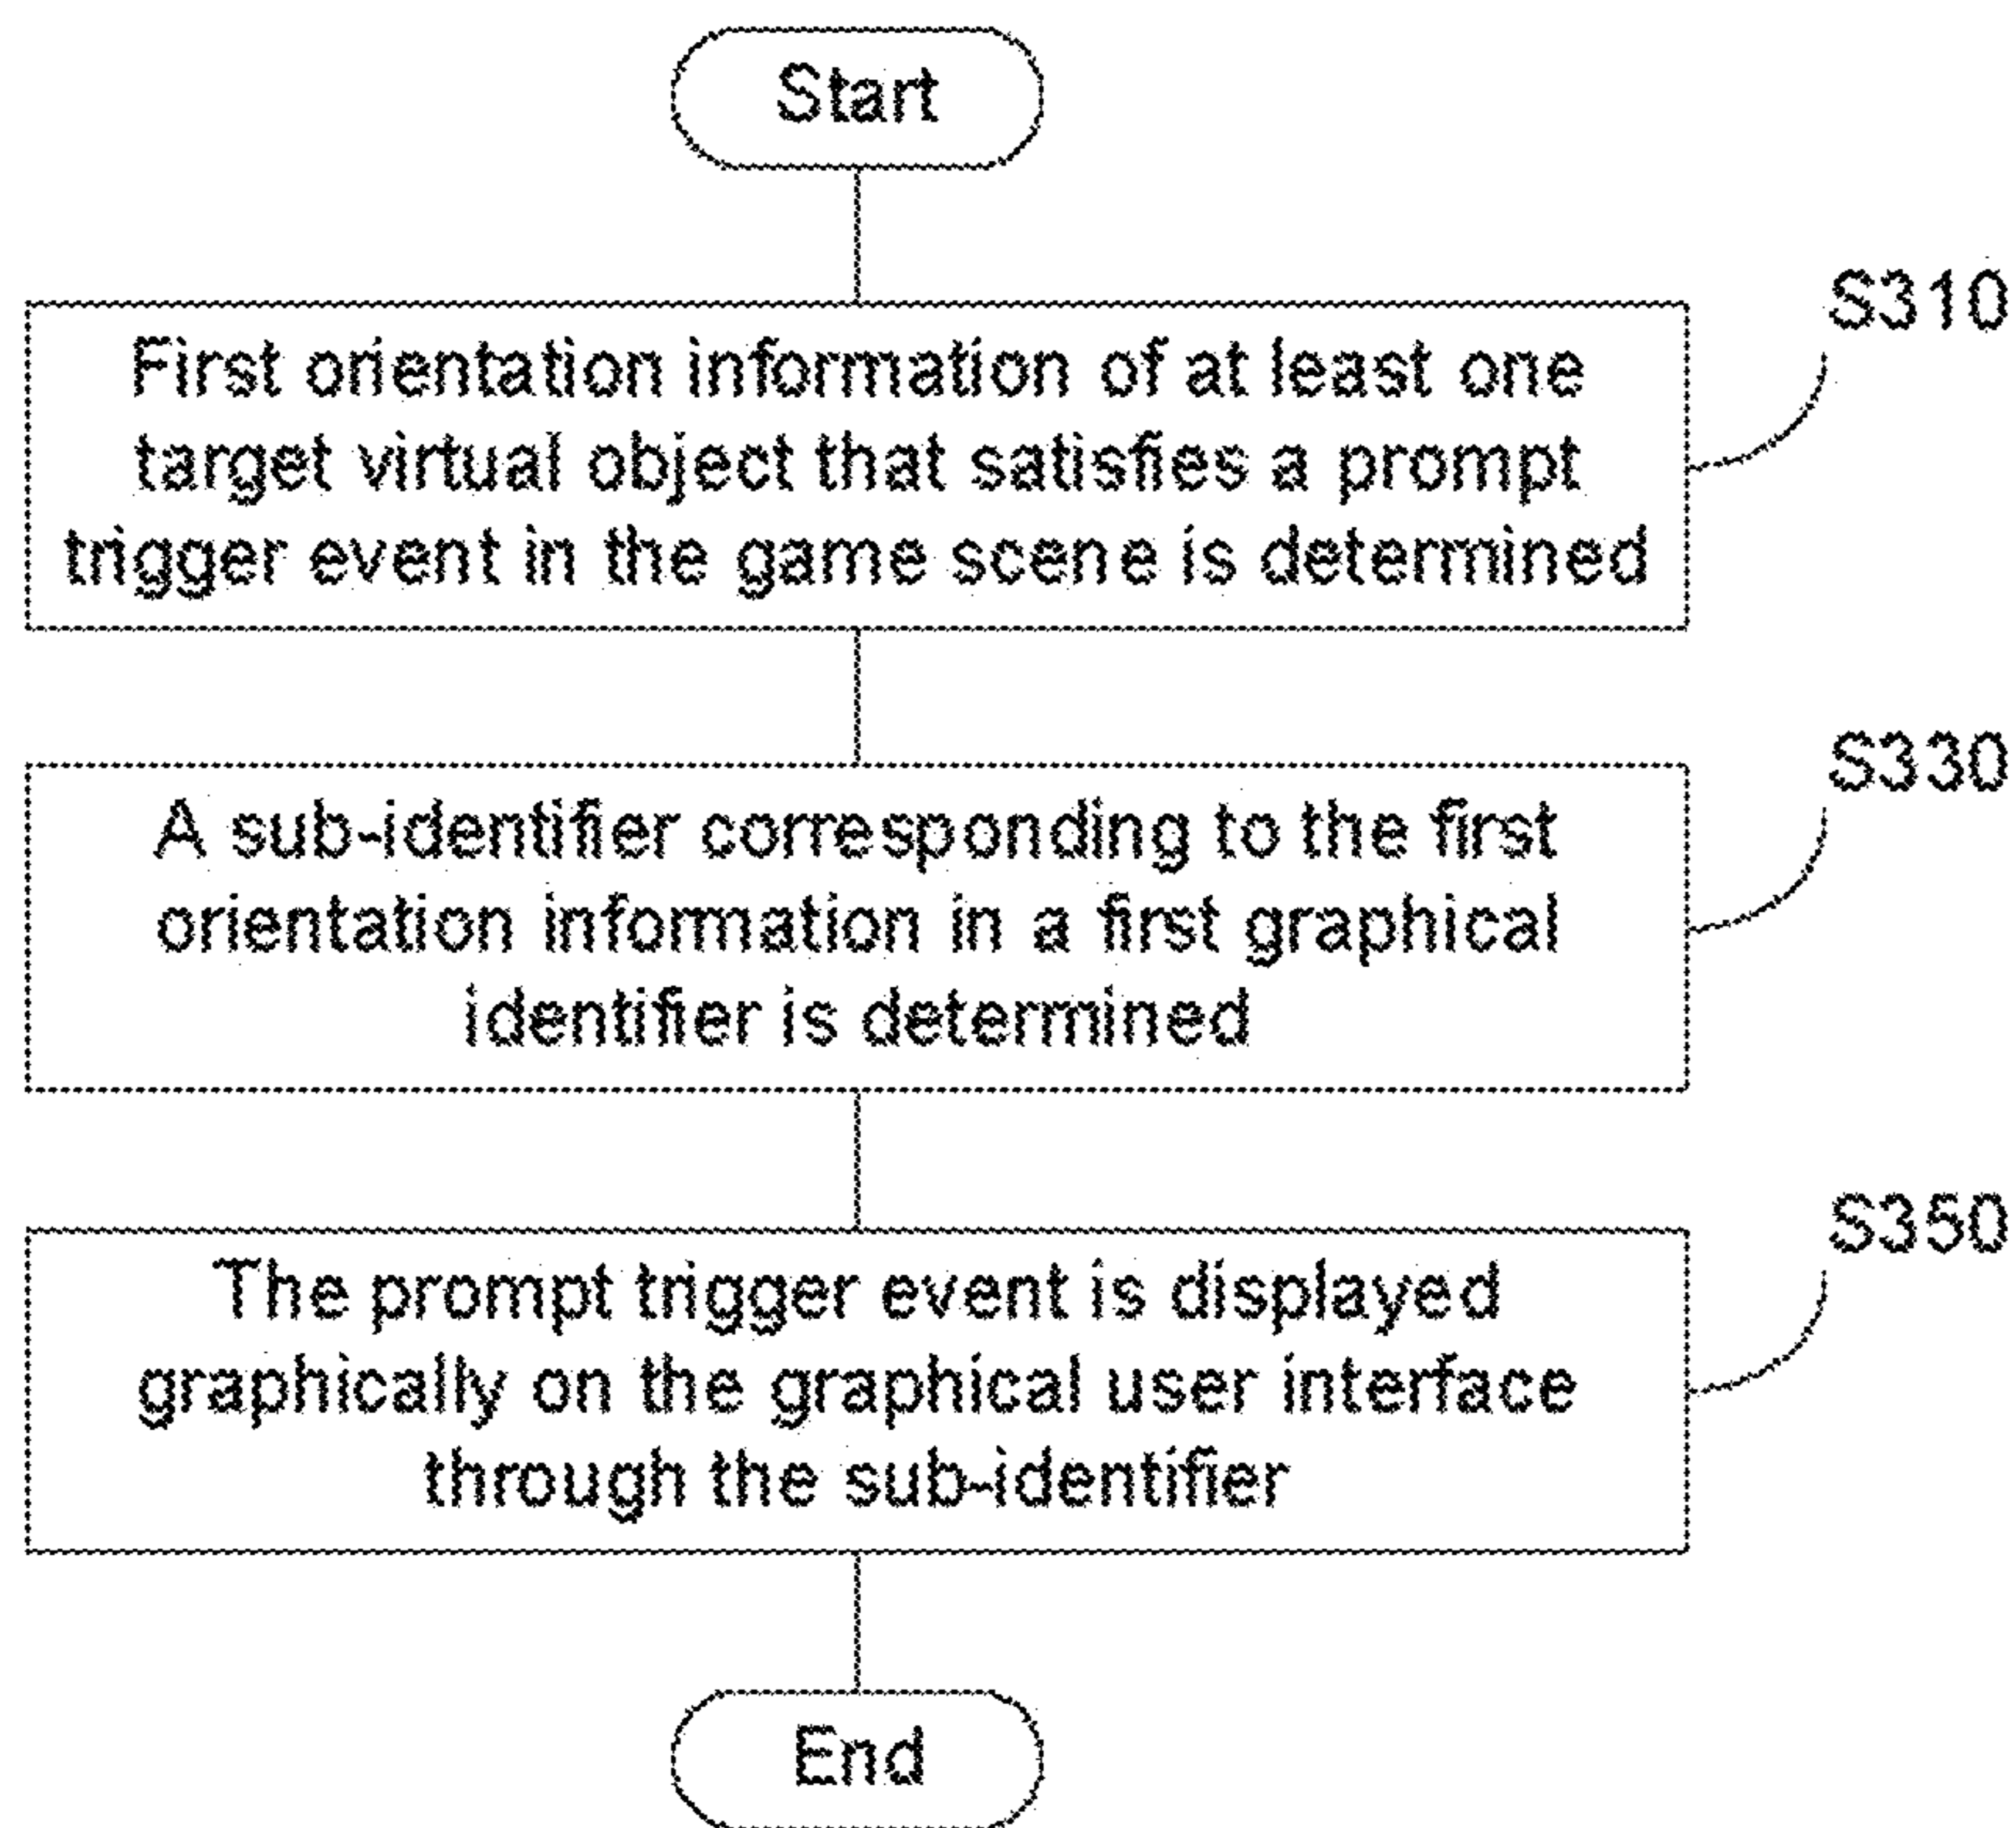 Start
S310
First orientation information of at least one
target virtual object that satisfies a prompt
trigger event in the game scene is determined
S330
A sub-identifier corresponding to the first
orientation information in a first graphical
identifier is determined
S350
The prompt trigger event is displayed
graphically on the graphical user interface
through the sub-identifier
End